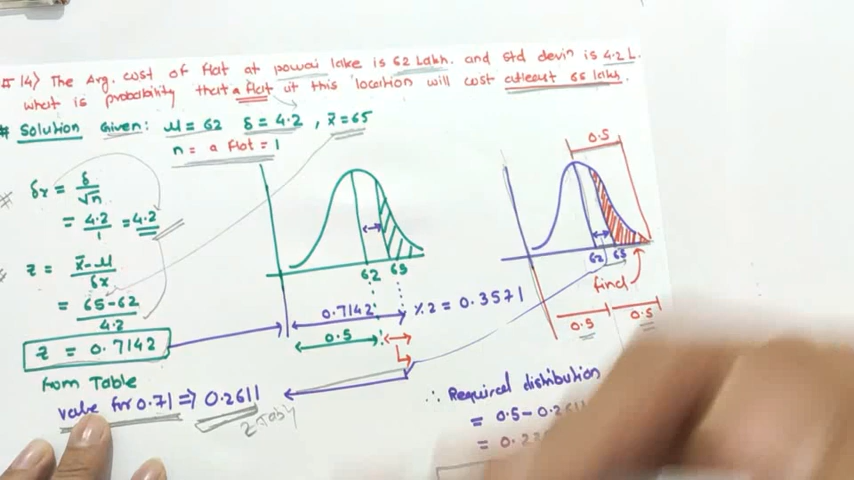 # 14) The Avg. cost of flat at powai lake is 62 Lakh. and std devin is 4.2 L.
what is probability that a flat at this location will cost atleast 65 lakh.
# Solution Given: μ = 62 δ = 4.2 , x̄ = 65
n = a flat = 1
δx = δ/√n
= 4.2/1 = 4.2
z = x̄-μ/δx
= 65-62/4.2
z = 0.7142
from Table
value for 0.71 => 0.2611
z-table
62 65
0.7142 ٪2 = 0.3571
0.5
0.5
62 65
find
0.5 0.5
∴ Required distribution
= 0.5-0.2611